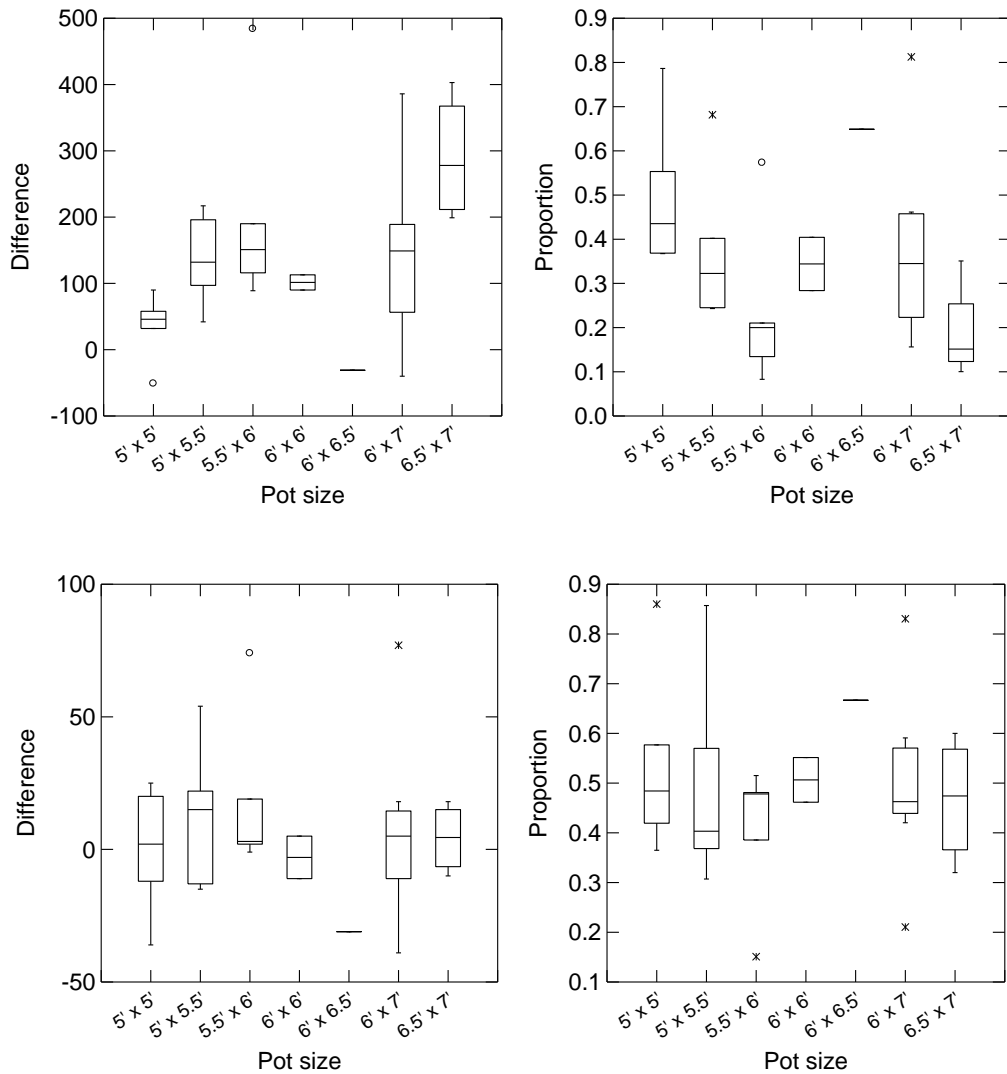 500
400
300
200
100
0
-100
Difference
5' x 5'
5' x 5.5'
5.5' x 6'
6' x 6'
6' x 6.5'
6' x 7'
6.5' x 7'
Pot size
0.9
0.8
0.7
0.6
0.5
0.4
0.3
0.2
0.1
0.0
Proportion
5' x 5'
5' x 5.5'
5.5' x 6'
6' x 6'
6' x 6.5'
6' x 7'
6.5' x 7'
Pot size
100
50
0
-50
Difference
5' x 5'
5' x 5.5'
5.5' x 6'
6' x 6'
6' x 6.5'
6' x 7'
6.5' x 7'
Pot size
0.9
0.8
0.7
0.6
0.5
0.4
0.3
0.2
0.1
Proportion
5' x 5'
5' x 5.5'
5.5' x 6'
6' x 6'
6' x 6.5'
6' x 7'
6.5' x 7'
Pot size